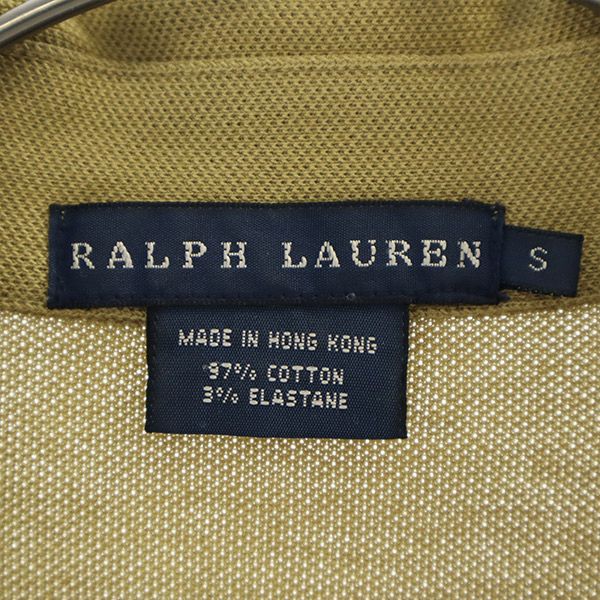 RALPH LAUREN
S
MADE IN HONG KONG
97% COTTON
3% ELASTANE